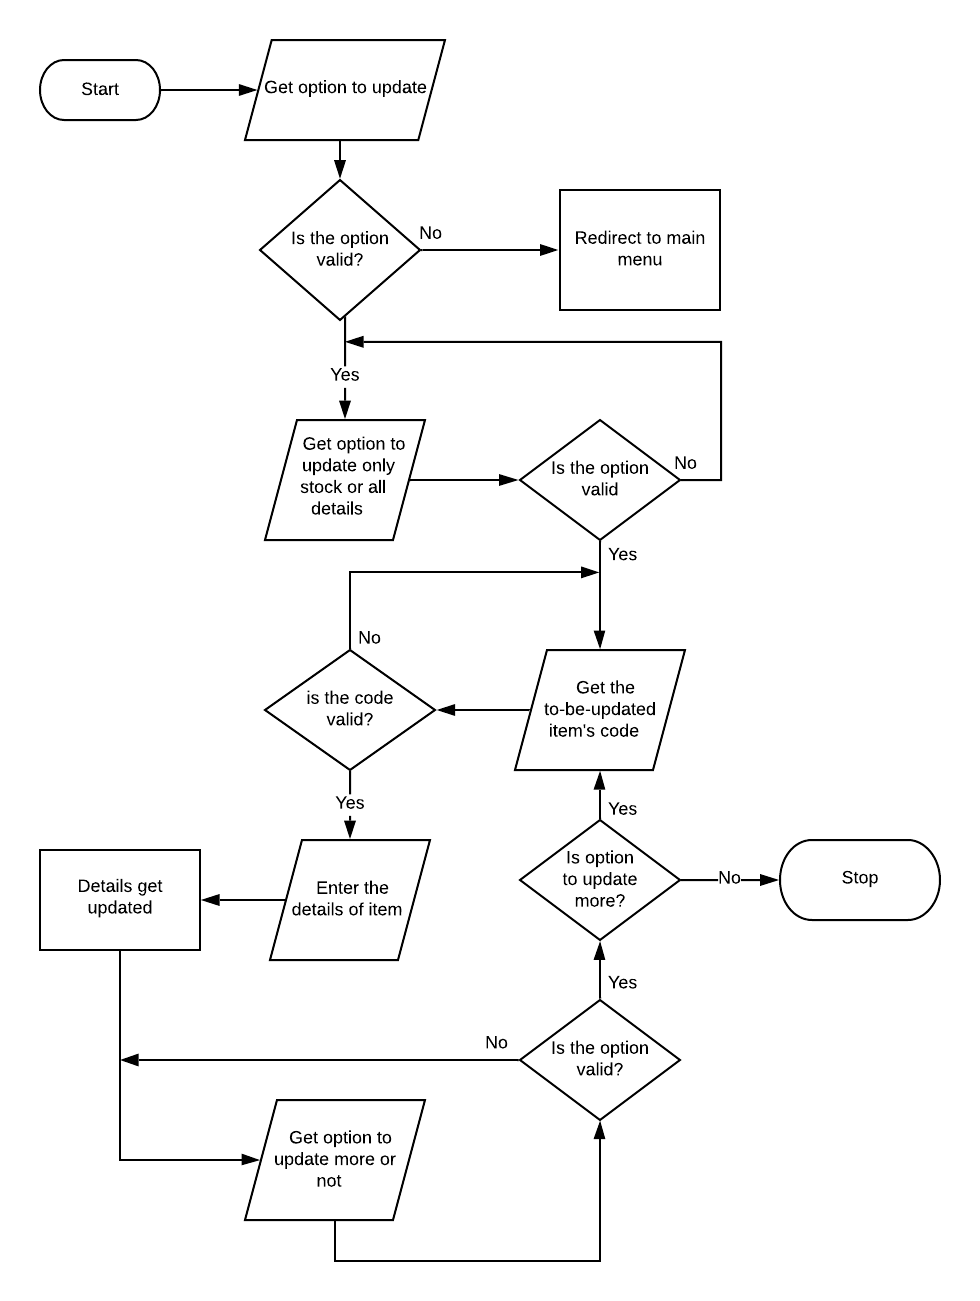 Start
Get option to update
Is the option
valid?
No
Redirect to main
menu
Yes
Get option to
update only
stock or all
details
Is the option
valid
No
Yes
No
is the code
valid?
Get the
to-be-updated
item's code
Yes
Yes
Details get
updated
Enter the
details of item
Is option
to update
more?
No
Stop
Yes
No
Is the option
valid?
Get option to
update more or
not